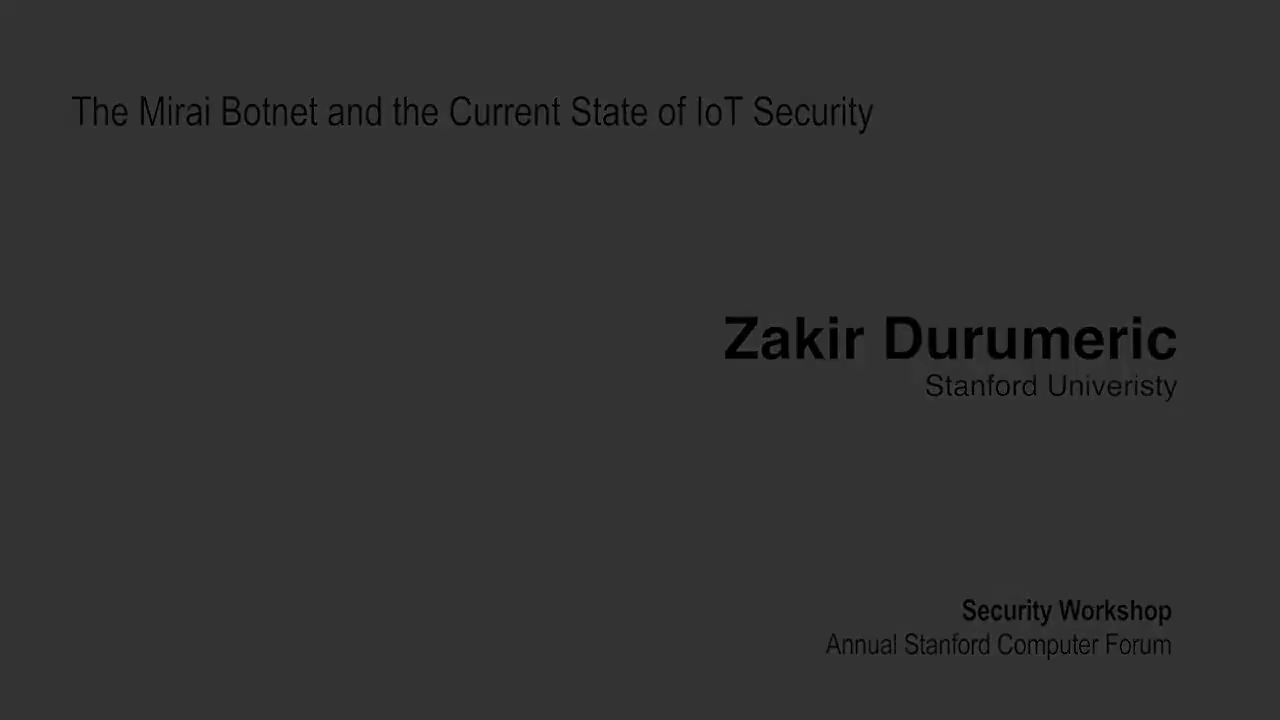 The Mirai Botnet and the Current State of IoT Security
Zakir Durumeric
Stanford Univeristy
Security Workshop
Annual Stanford Computer Forum